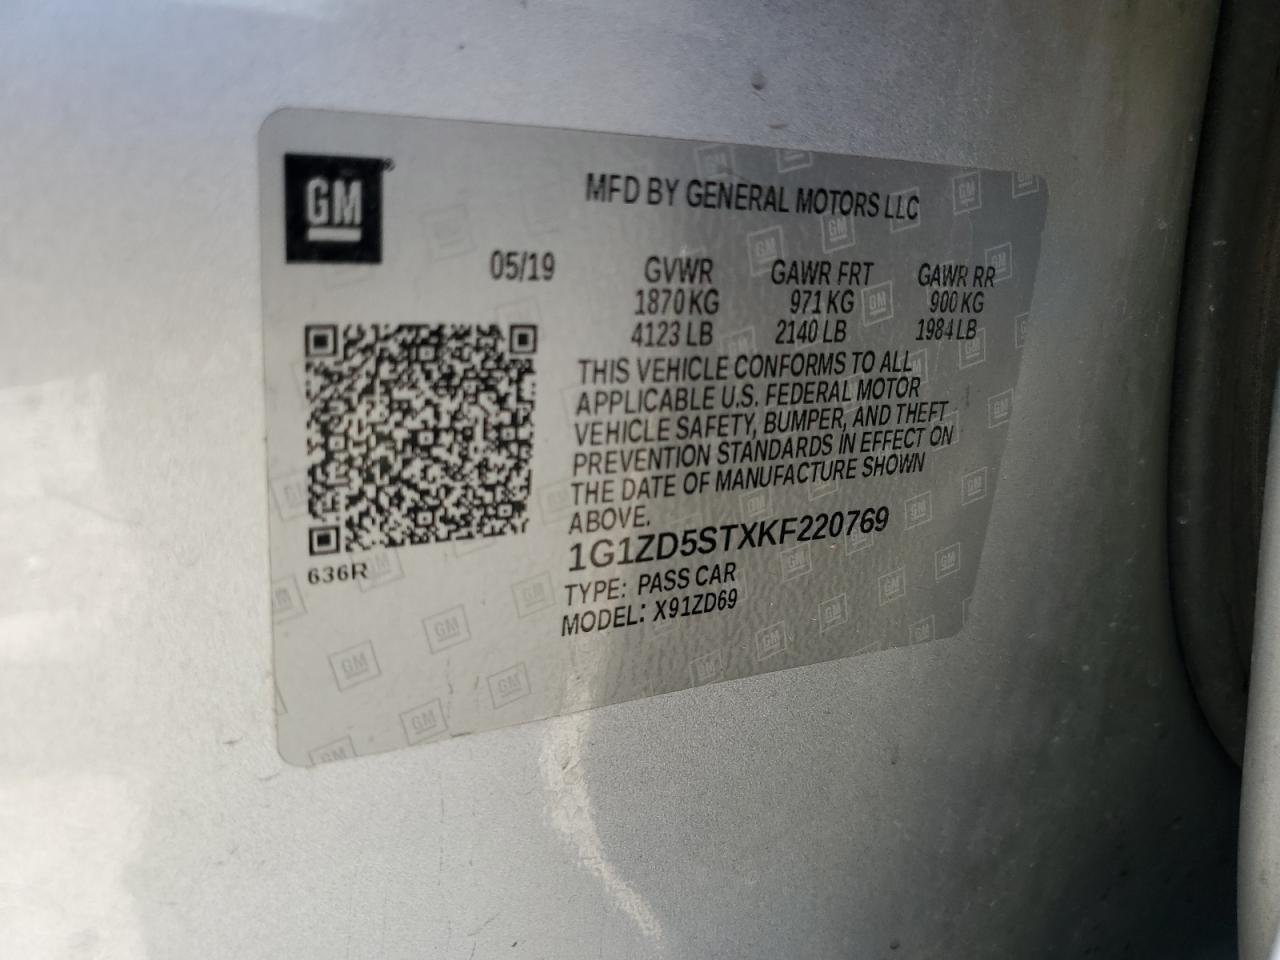 GM
MFD BY GENERAL MOTORS LLC
05/19 GVWR GAWR FRT GAWR RR
1870 KG 971 KG 900 KG
4123 LB 2140 LB 1984 LB
THIS VEHICLE CONFORMS TO ALL
APPLICABLE U.S. FEDERAL MOTOR
VEHICLE SAFETY, BUMPER, AND THEFT
PREVENTION STANDARDS IN EFFECT ON
THE DATE OF MANUFACTURE SHOWN
ABOVE.
1G1ZD5STXKF220769
636R
TYPE: PASS CAR
MODEL: X91ZD69